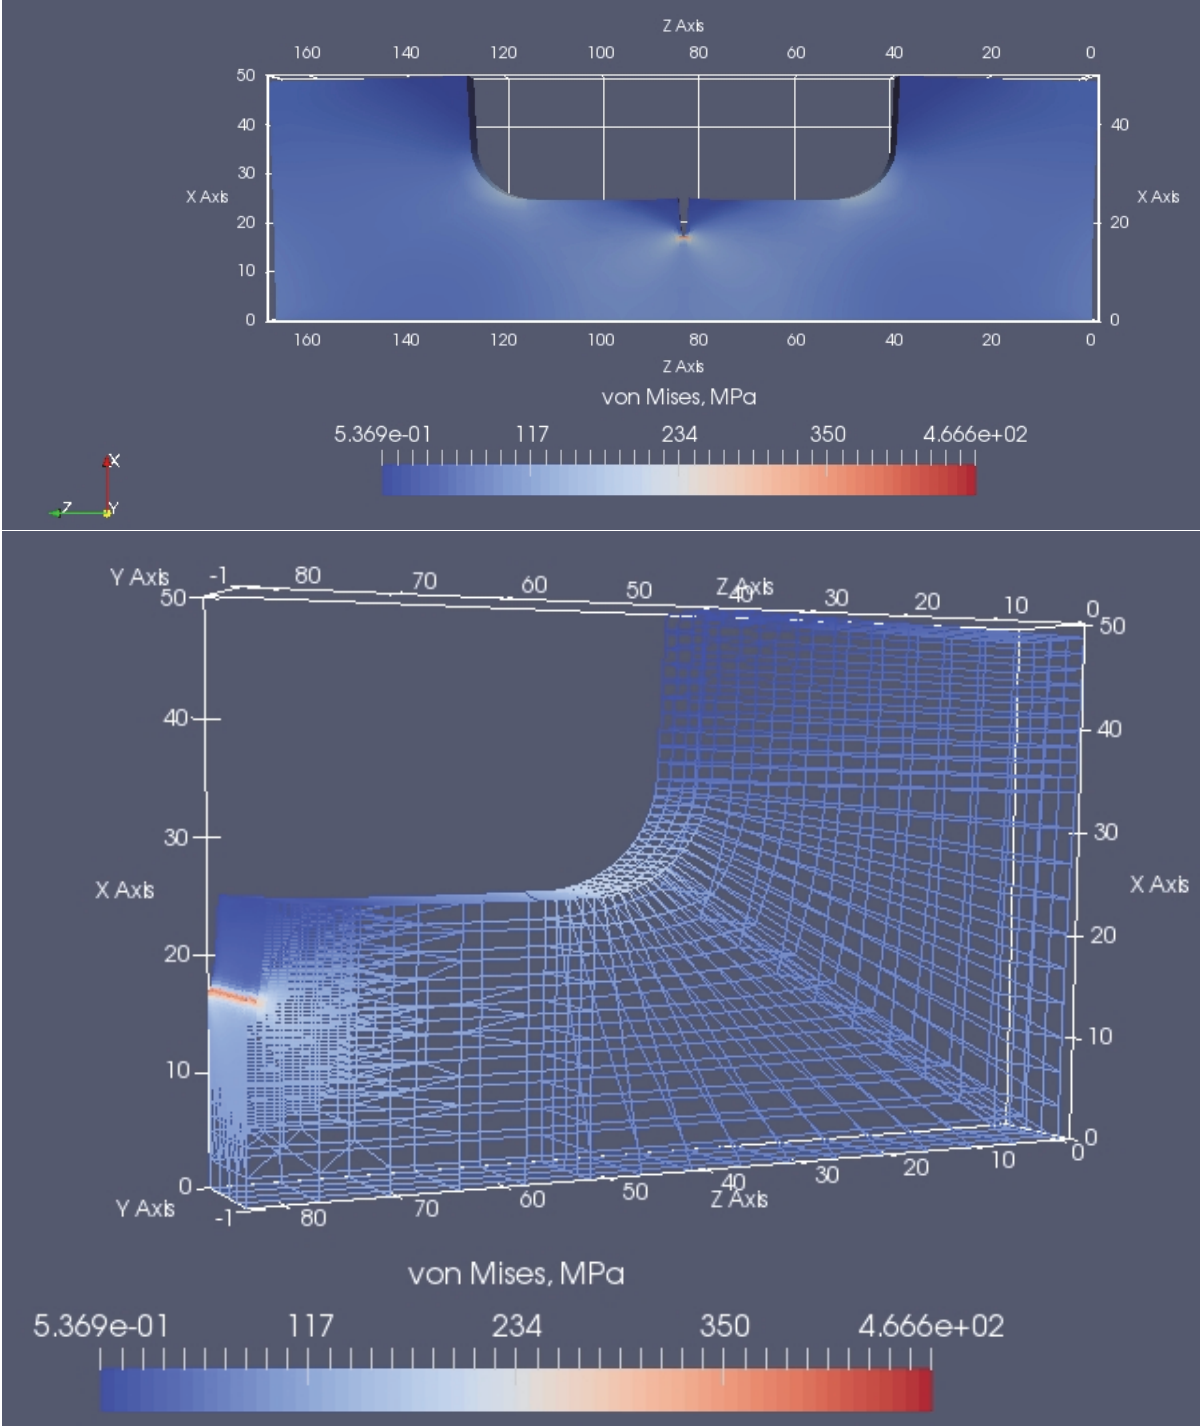 Z Axis
160 140 120 100 80 60 40 20 0
50
40 40
30
X Axis X Axis
20 20
10
0 0
160 140 120 100 80 60 40 20 0
Z Axis
von Mises, MPa
5.369e-01 117 234 350 4.666e+02
X
Z Y
Y Axis -1 80 70 60 50 Z Axis 40 30 20 10 0
50 50
40 40
30 30
X Axis X Axis
20 20
10 10
0 0
Y Axis -1 80 70 60 50 40 Z Axis 30 20 10 0
von Mises, MPa
5.369e-01 117 234 350 4.666e+02